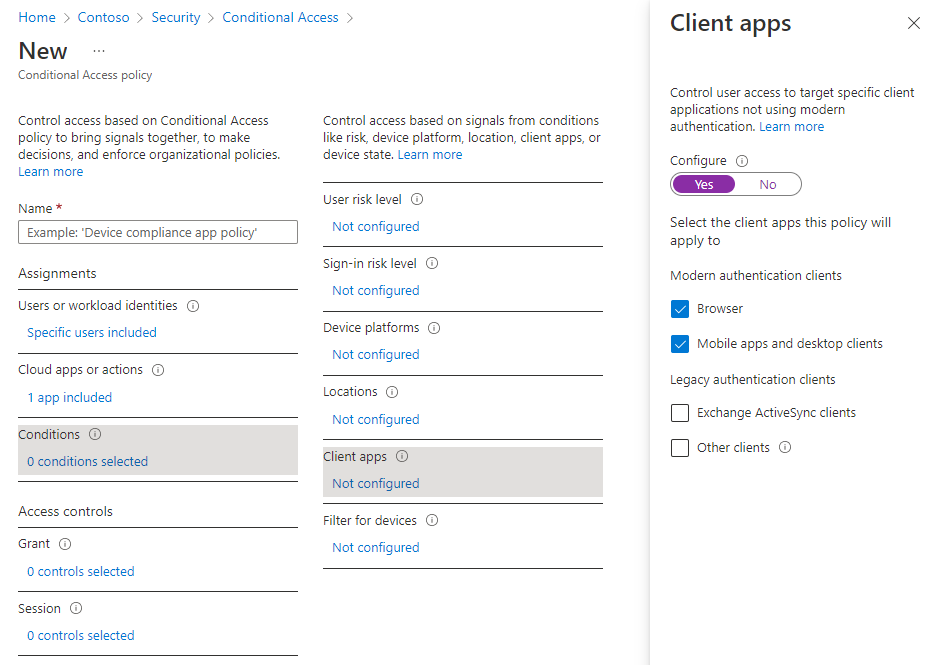 Home > Contoso > Security > Conditional Access >
New ...
Conditional Access policy
Control access based on Conditional Access
policy to bring signals together, to make
decisions, and enforce organizational policies.
Learn more
Name *
Example: 'Device compliance app policy'
Assignments
Users or workload identities
Specific users included
Cloud apps or actions
1 app included
Conditions
0 conditions selected
Access controls
Grant
0 controls selected
Session
0 controls selected
Control access based on signals from conditions
like risk, device platform, location, client apps, or
device state. Learn more
User risk level
Not configured
Sign-in risk level
Not configured
Device platforms
Not configured
Locations
Not configured
Client apps
Not configured
Filter for devices
Not configured
Client apps
Control user access to target specific client
applications not using modern
authentication. Learn more
Configure
Yes No
Select the client apps this policy will
apply to
Modern authentication clients
Browser
Mobile apps and desktop clients
Legacy authentication clients
Exchange ActiveSync clients
Other clients